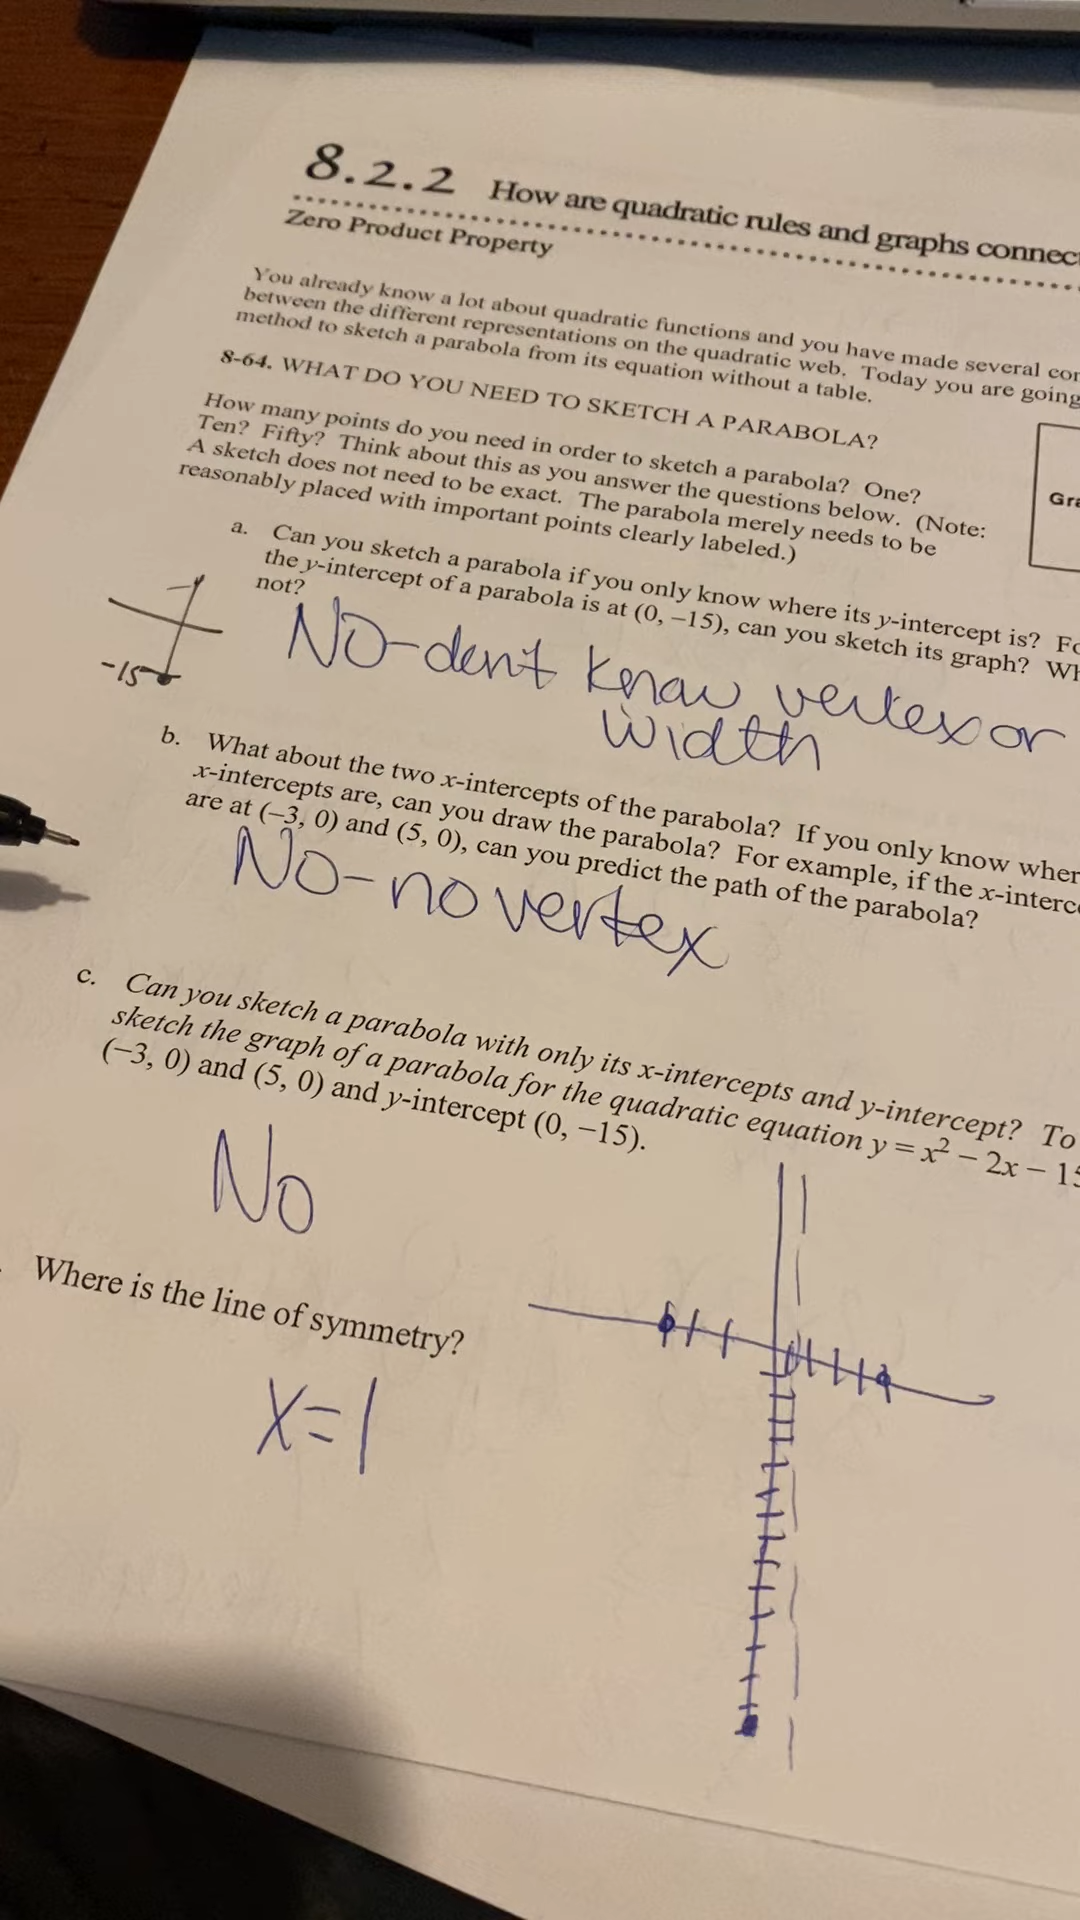 8.2.2 How are quadratic rules and graphs connec
Zero Product Property
You already know a lot about quadratic functions and you have made several con
between the different representations on the quadratic web. Today you are going
method to sketch a parabola from its equation without a table.
8-64. WHAT DO YOU NEED TO SKETCH A PARABOLA?
How many points do you need in order to sketch a parabola? One?
Ten? Fifty? Think about this as you answer the questions below. (Note:
A sketch does not need to be exact. The parabola merely needs to be
reasonably placed with important points clearly labeled.)
Gra
a. Can you sketch a parabola if you only know where its y-intercept is? Fo
the y-intercept of a parabola is at (0, –15), can you sketch its graph? Wh
not?
-15
NO-dent know vertex or
width
b. What about the two x-intercepts of the parabola? If you only know wher
x-intercepts are, can you draw the parabola? For example, if the x-interce
are at (–3, 0) and (5, 0), can you predict the path of the parabola?
No-no vertex
c. Can you sketch a parabola with only its x-intercepts and y-intercept? To
sketch the graph of a parabola for the quadratic equation y = x² – 2x – 15
(–3, 0) and (5, 0) and y-intercept (0, –15).
No
Where is the line of symmetry?
x=1